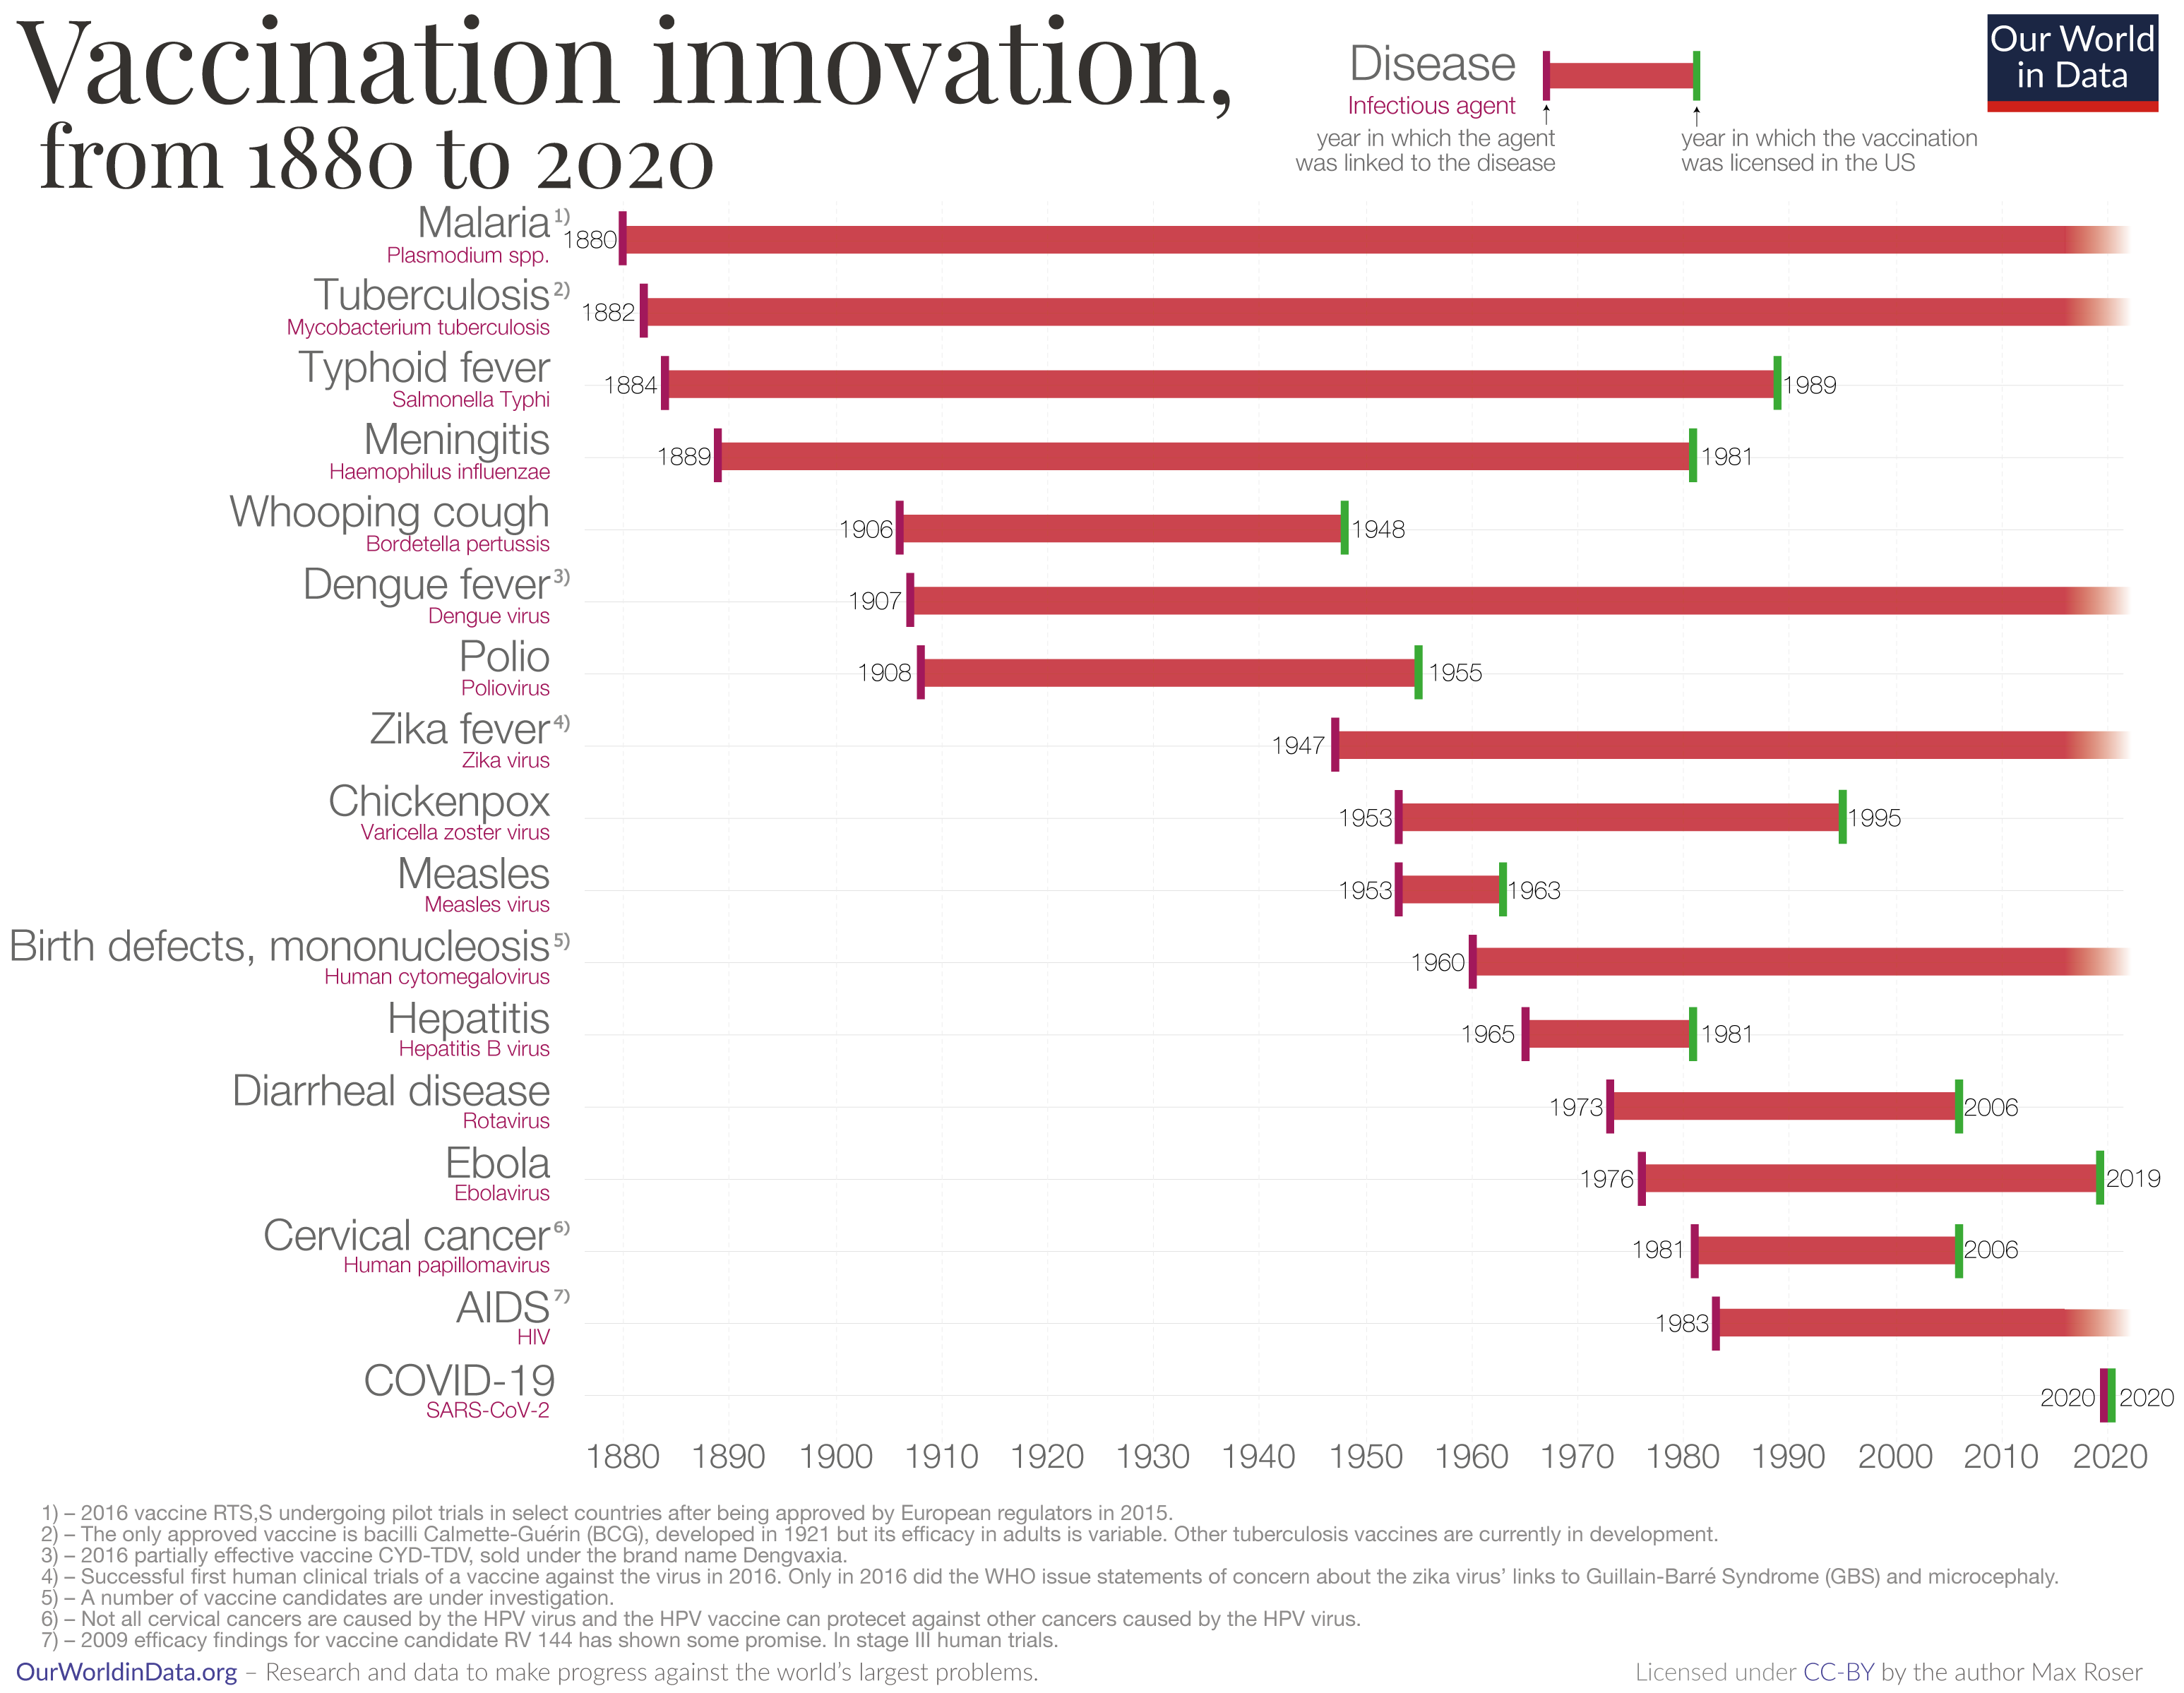 Vaccination innovation,
from 1880 to 2020
Disease
Infectious agent
year in which the agent
was linked to the disease
year in which the vaccination
was licensed in the US
Our World
in Data
Malaria 1)
Plasmodium spp.
1880
Tuberculosis 2)
Mycobacterium tuberculosis
1882
Typhoid fever
Salmonella Typhi
1884 1989
Meningitis
Haemophilus influenzae
1889 1981
Whooping cough
Bordetella pertussis
1906 1948
Dengue fever 3)
Dengue virus
1907
Polio
Poliovirus
1908 1955
Zika fever 4)
Zika virus
1947
Chickenpox
Varicella zoster virus
1953 1995
Measles
Measles virus
1953 1963
Birth defects, mononucleosis 5)
Human cytomegalovirus
1960
Hepatitis
Hepatitis B virus
1965 1981
Diarrheal disease
Rotavirus
1973 2006
Ebola
Ebolavirus
1976 2019
Cervical cancer 6)
Human papillomavirus
1981 2006
AIDS 7)
HIV
1983
COVID-19
SARS-CoV-2
2020 2020
1880 1890 1900 1910 1920 1930 1940 1950 1960 1970 1980 1990 2000 2010 2020
1) – 2016 vaccine RTS,S undergoing pilot trials in select countries after being approved by European regulators in 2015.
2) – The only approved vaccine is bacilli Calmette-Guérin (BCG), developed in 1921 but its efficacy in adults is variable. Other tuberculosis vaccines are currently in development.
3) – 2016 partially effective vaccine CYD-TDV, sold under the brand name Dengvaxia.
4) – Successful first human clinical trials of a vaccine against the virus in 2016. Only in 2016 did the WHO issue statements of concern about the zika virus’ links to Guillain-Barré Syndrome (GBS) and microcephaly.
5) – A number of vaccine candidates are under investigation.
6) – Not all cervical cancers are caused by the HPV virus and the HPV vaccine can protecet against other cancers caused by the HPV virus.
7) – 2009 efficacy findings for vaccine candidate RV 144 has shown some promise. In stage III human trials.
OurWorldinData.org – Research and data to make progress against the world’s largest problems.
Licensed under CC-BY by the author Max Roser